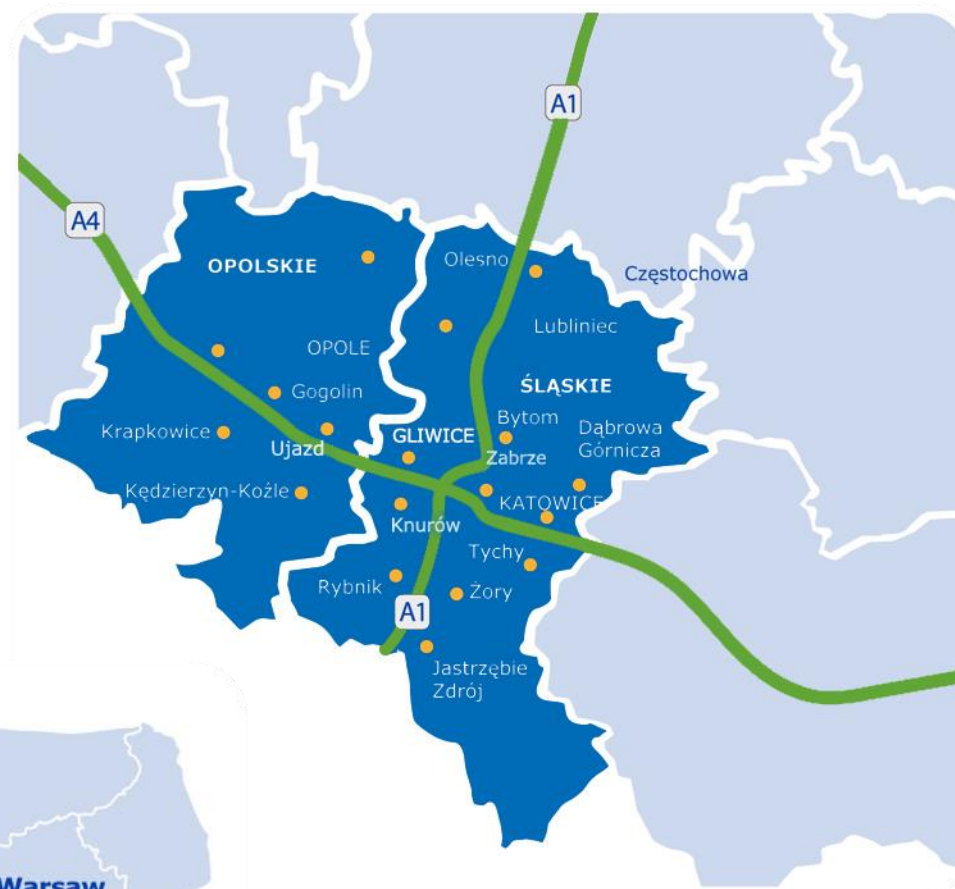 A1
A4
Olesno
OPOLSKIE
Częstochowa
Lubliniec
OPOLE
ŚLĄSKIE
Gogolin
Bytom
Dąbrowa
Górnicza
Krapkowice
GLIWICE
Ujazd
Zabrze
Kędzierzyn-Koźle
KATOWICE
Knurów
Tychy
Rybnik
Żory
A1
Jastrzębie
Zdrój
Warsaw